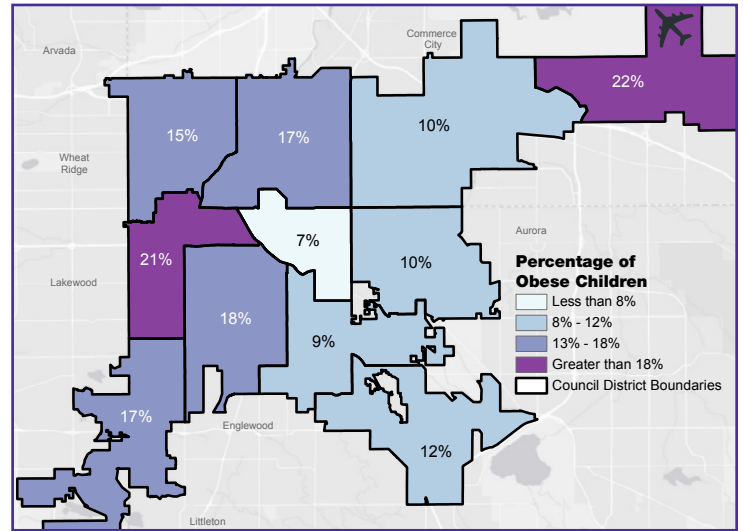 Commerce
City
Arvada
22%
15%
17%
10%
Wheat
Ridge
Aurora
7%
10%
21%
Lakewood
18%
9%
17%
Englewood
12%
Littleton
Percentage of
Obese Children
Less than 8%
8% - 12%
13% - 18%
Greater than 18%
Council District Boundaries